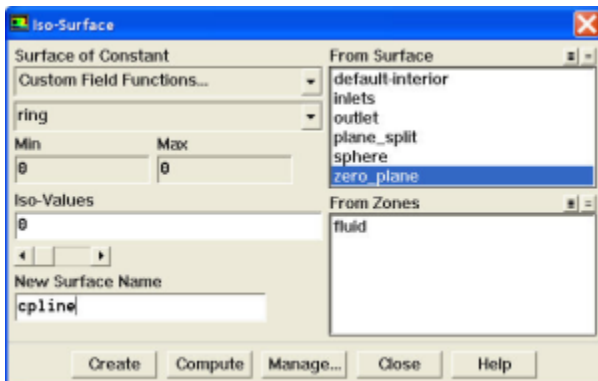 Iso-Surface
Surface of Constant
Custom Field Functions...
ring
Min Max
0 0
Iso-Values
0
New Surface Name
cpline
From Surface
default-interior
inlets
outlet
plane_split
sphere
zero_plane
From Zones
fluid
Create Compute Manage... Close Help